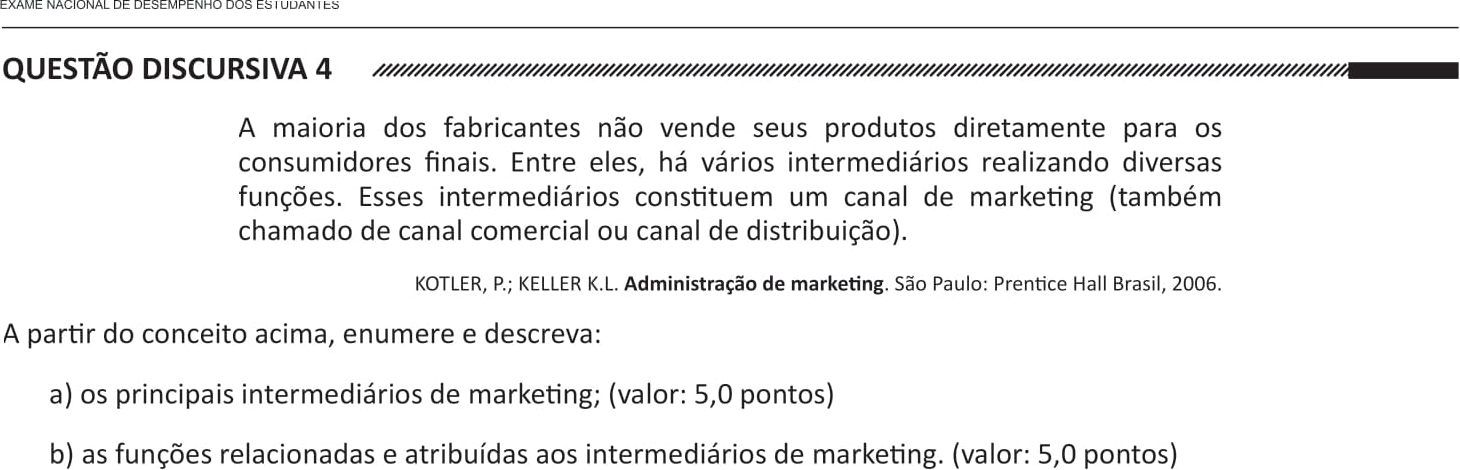 EXAME NACIONAL DE DESEMPENHO DOS ESTUDANTES
QUESTÃO DISCURSIVA 4
A maioria dos fabricantes não vende seus produtos diretamente para os
consumidores finais. Entre eles, há vários intermediários realizando diversas
funções. Esses intermediários constituem um canal de marketing (também
chamado de canal comercial ou canal de distribuição).
KOTLER, P.; KELLER K.L. Administração de marketing. São Paulo: Prentice Hall Brasil, 2006.
A partir do conceito acima, enumere e descreva:
a) os principais intermediários de marketing; (valor: 5,0 pontos)
b) as funções relacionadas e atribuídas aos intermediários de marketing. (valor: 5,0 pontos)